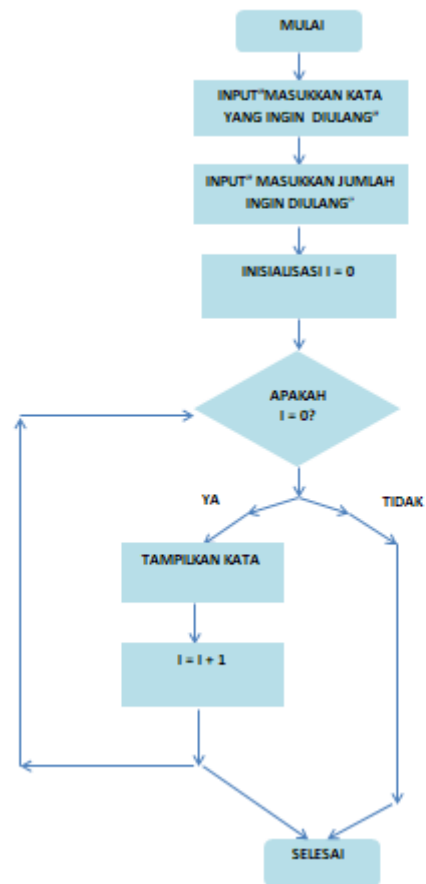 MULAI
INPUT"MASUKKAN KATA
YANG INGIN DIULANG"
INPUT" MASUKKAN JUMLAH
INGIN DIULANG"
INISIALISASI I = 0
APAKAH
I = 0?
YA
TIDAK
TAMPILKAN KATA
I = I + 1
SELESAI